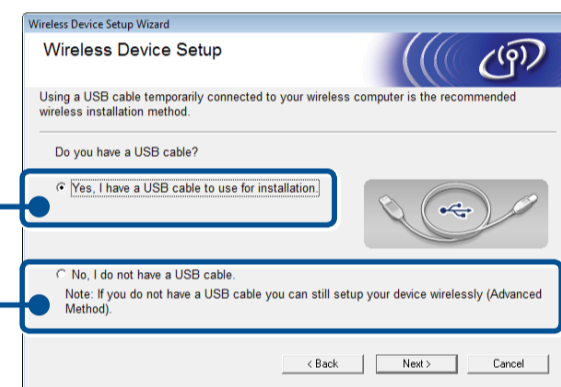 Wireless Device Setup Wizard
Wireless Device Setup
Using a USB cable temporarily connected to your wireless computer is the recommended
wireless installation method.
Do you have a USB cable?
Yes, I have a USB cable to use for installation.
No, I do not have a USB cable.
Note: If you do not have a USB cable you can still setup your device wirelessly (Advanced
Method).
< Back Next > Cancel